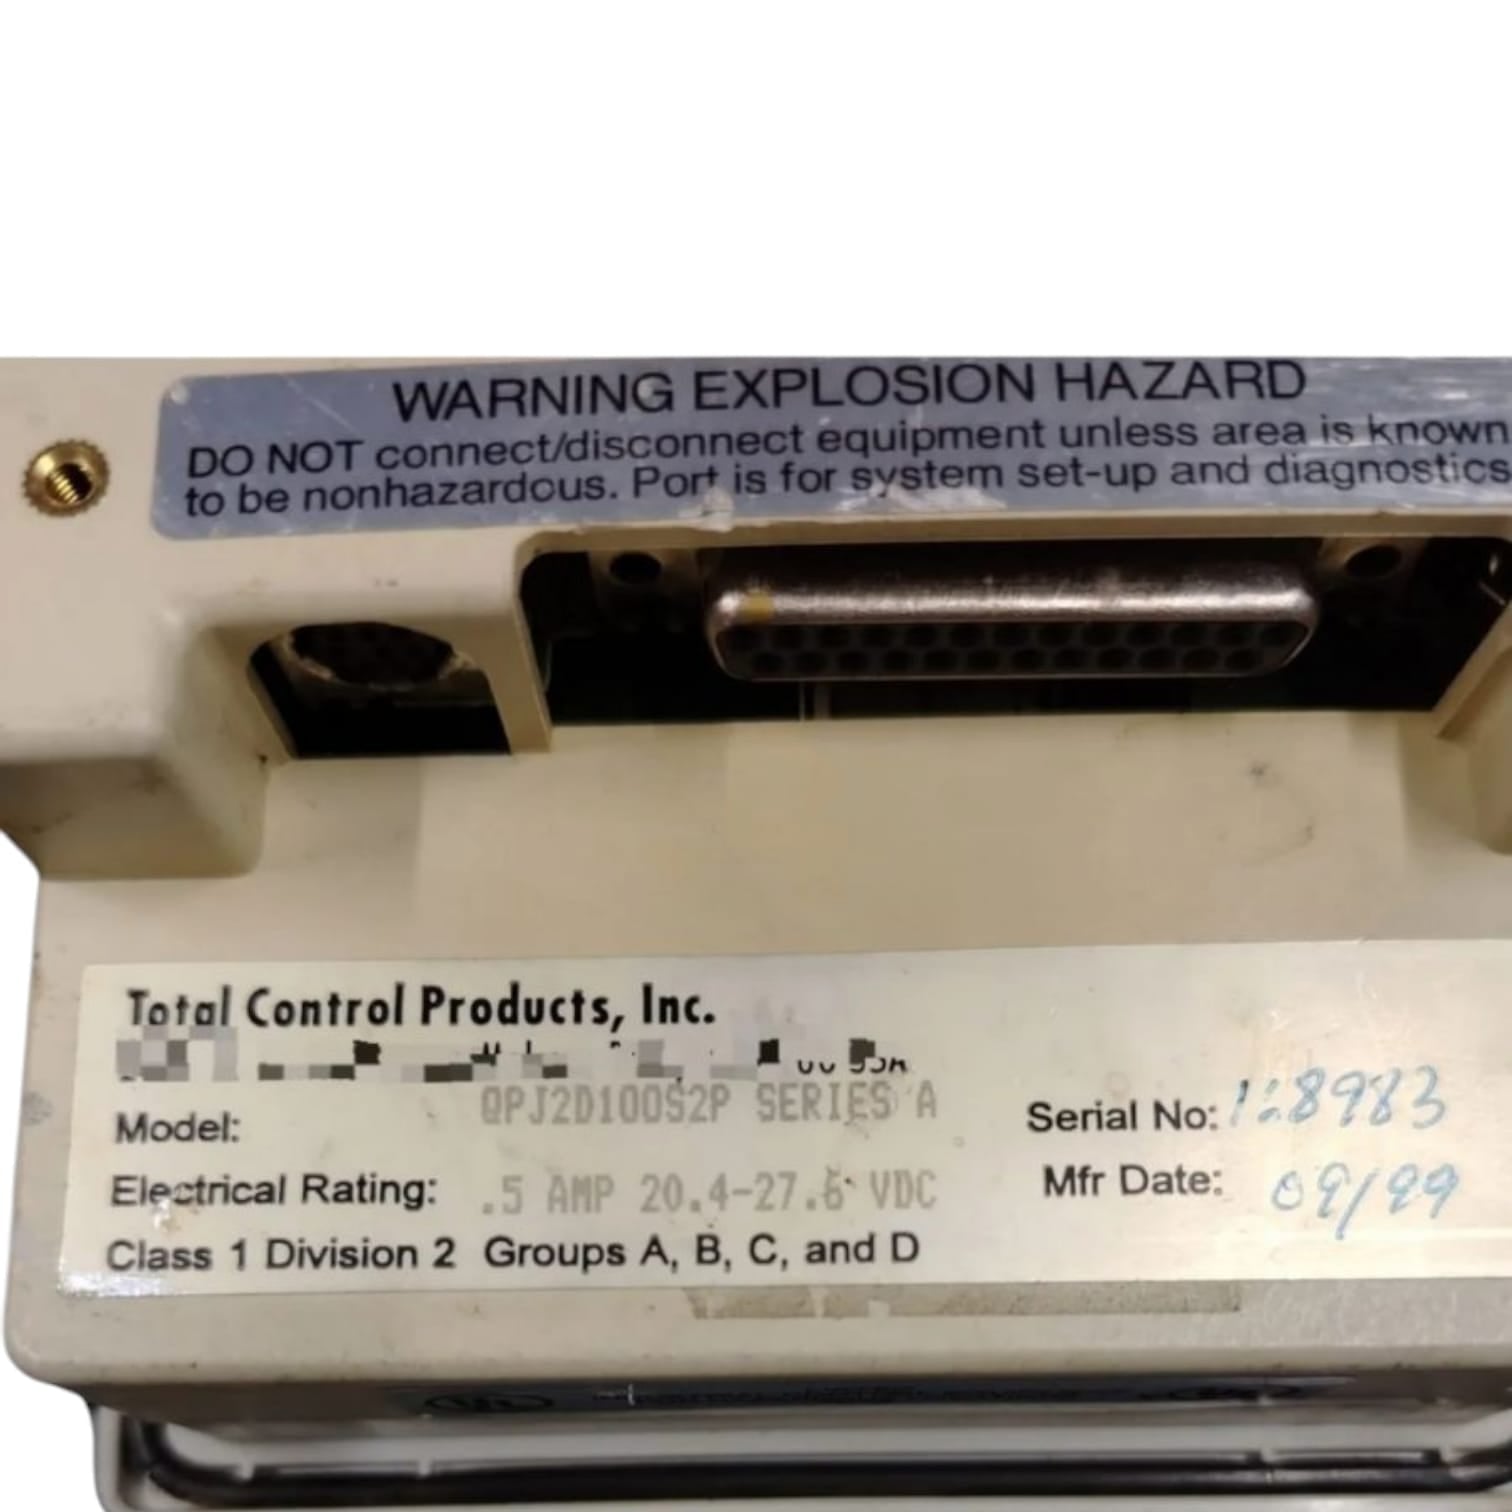 WARNING EXPLOSION HAZARD
DO NOT connect/disconnect equipment unless area is known
to be nonhazardous. Port is for system set-up and diagnostics
Total Control Products, Inc.
Model: QPJ2D100S2P SERIES A
Serial No:
Electrical Rating: .5 AMP 20.4-27.6 VDC
Mfr Date: 09/99
Class 1 Division 2 Groups A, B, C, and D